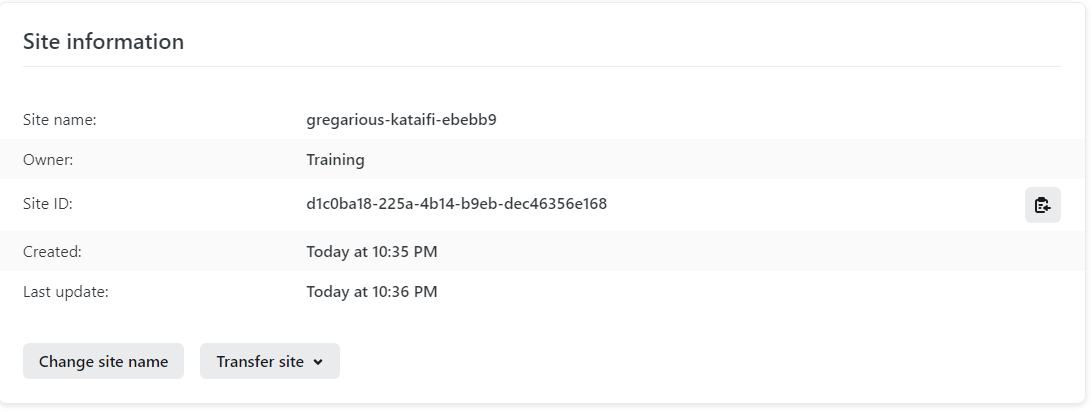 Site information
Site name: gregarious-kataifi-ebebb9
Owner: Training
Site ID: d1c0ba18-225a-4b14-b9eb-dec46356e168
Created: Today at 10:35 PM
Last update: Today at 10:36 PM
Change site name Transfer site